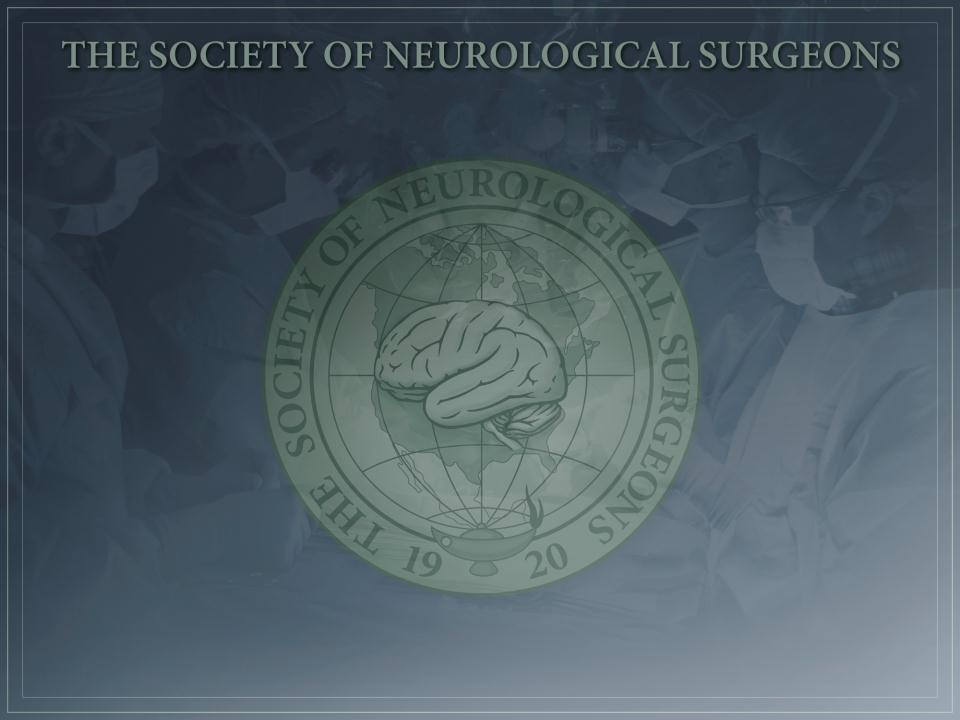 THE SOCIETY OF NEUROLOGICAL SURGEONS
THE SOCIETY OF NEUROLOGICAL SURGEONS
19 20